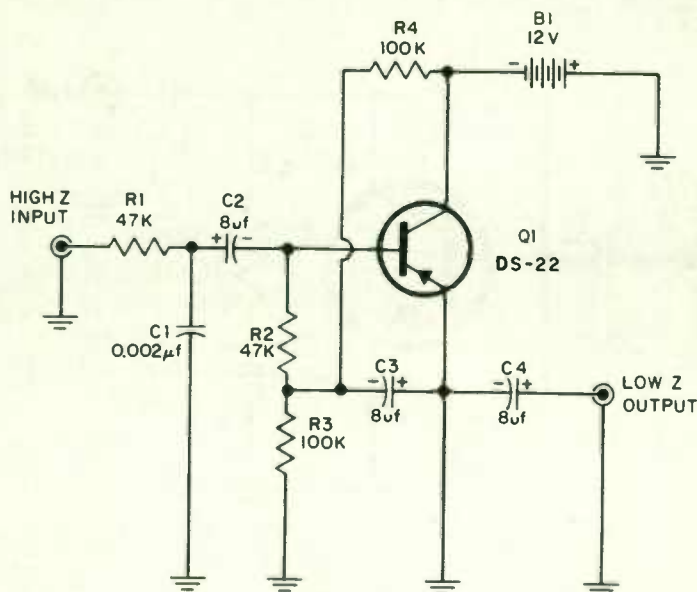 B1
12V
R4
100K
- +
HIGH Z
INPUT
R1
47K
C2
8uf
+ -
Q1
DS-22
C1
0.002μf
R2
47K
C3
- +
8uf
C4
- +
8uf
LOW Z
OUTPUT
R3
100K